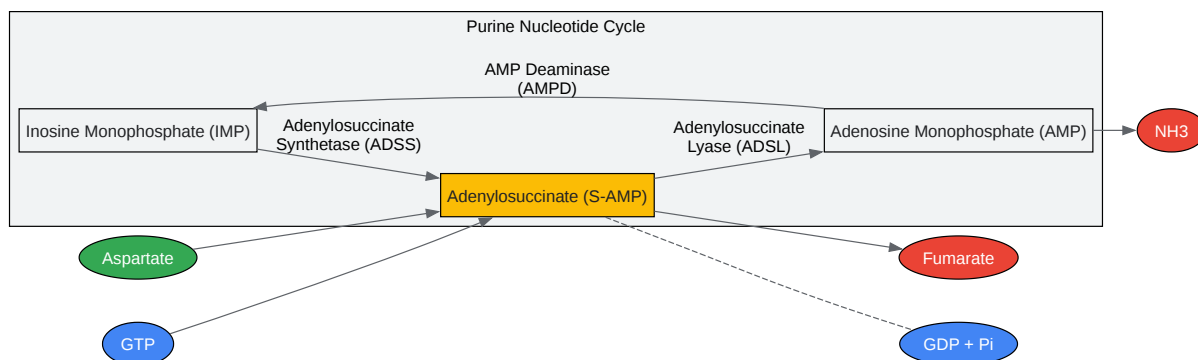 Purine Nucleotide Cycle
AMP Deaminase
(AMPD)
Inosine Monophosphate (IMP)
Adenylosuccinate
Synthetase (ADSS)
Adenylosuccinate
Lyase (ADSL)
Adenosine Monophosphate (AMP)
NH3
Adenylosuccinate (S-AMP)
Aspartate
Fumarate
GTP
GDP + Pi